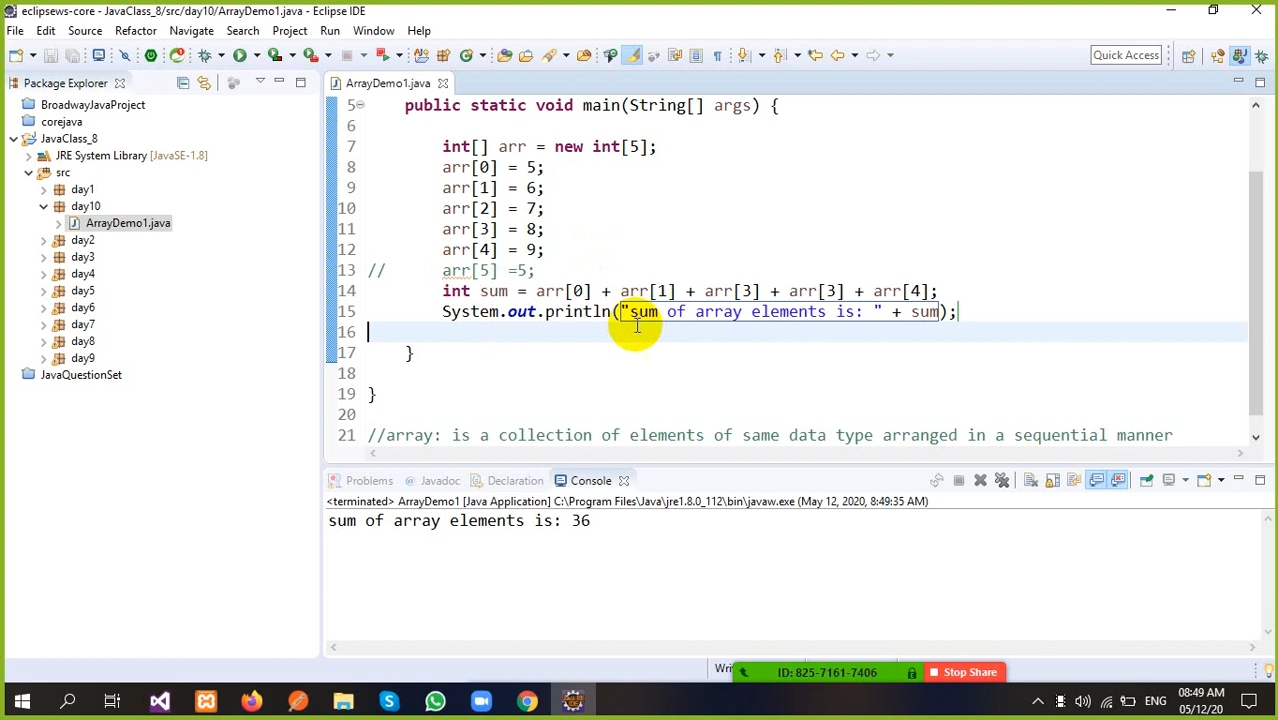 eclipsews-core - JavaClass_8/src/day10/ArrayDemo1.java - Eclipse IDE
File Edit Source Refactor Navigate Search Project Run Window Help
Quick Access
Package Explorer
BroadwayJavaProject
corejava
JavaClass_8
JRE System Library [JavaSE-1.8]
src
day1
day10
ArrayDemo1.java
day2
day3
day4
day5
day6
day7
day8
day9
JavaQuestionSet
ArrayDemo1.java
5 public static void main(String[] args) {
6
7 int[] arr = new int[5];
8 arr[0] = 5;
9 arr[1] = 6;
10 arr[2] = 7;
11 arr[3] = 8;
12 arr[4] = 9;
13 // arr[5] =5;
14 int sum = arr[0] + arr[1] + arr[3] + arr[3] + arr[4];
15 System.out.println("sum of array elements is: " + sum);
16
17 }
18
19 }
20
21 //array: is a collection of elements of same data type arranged in a sequential manner
Problems Javadoc Declaration Console
<terminated> ArrayDemo1 [Java Application] C:\Program Files\Java\jre1.8.0_112\bin\javaw.exe (May 12, 2020, 8:49:35 AM)
sum of array elements is: 36
ID: 825-7161-7406 Stop Share
ENG 08:49 AM
05/12/20